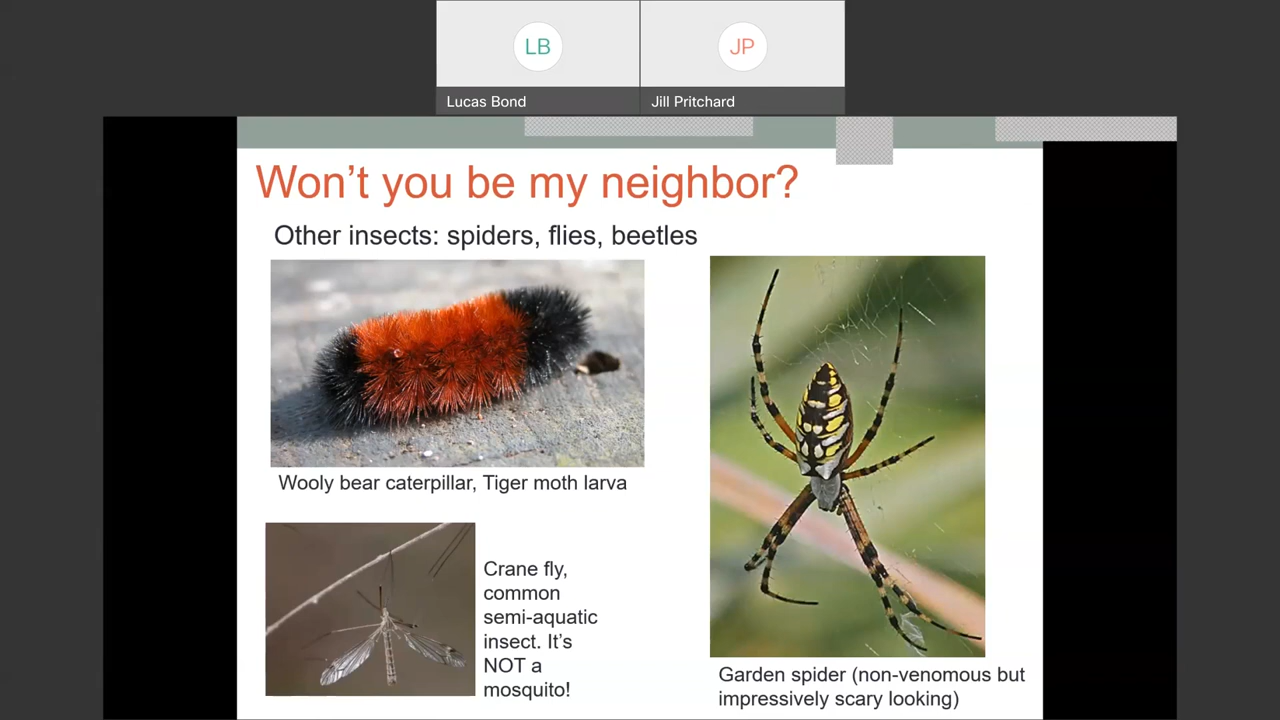 LB
JP
Lucas Bond
Jill Pritchard
Won't you be my neighbor?
Other insects: spiders, flies, beetles
Wooly bear caterpillar, Tiger moth larva
Crane fly,
common
semi-aquatic
insect. It's
NOT a
mosquito!
Garden spider (non-venomous but
impressively scary looking)